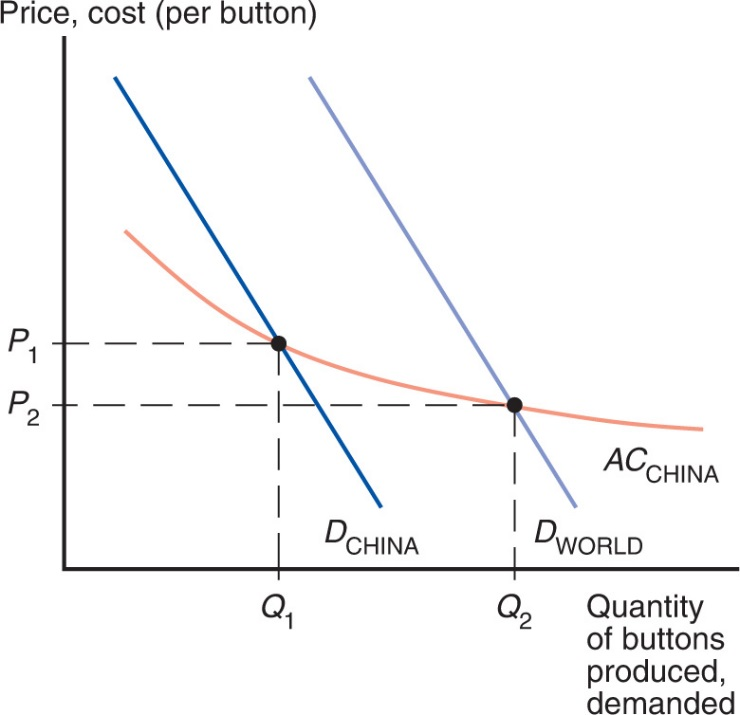 Price, cost (per button)
P1
P2
ACCHINA
DCHINA
DWORLD
Q1
Q2
Quantity
of buttons
produced,
demanded